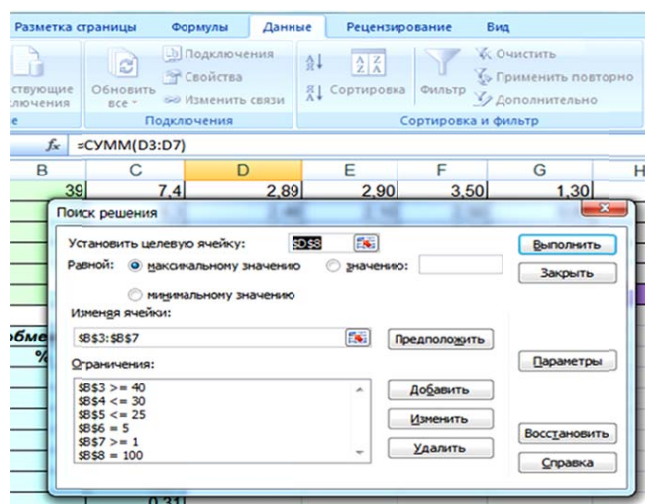 Разметка страницы Формулы Данные Рецензирование Вид
Подключения
Свойства
Изменить связи
Обновить все
Сортировка
Фильтр
Очистить
Применить повторно
Дополнительно
ствующие
Подключения Сортировка и фильтр
fx =СУММ(D3:D7)
B C D E F G H
39 7,4 2,89 2,90 3,50 1,30
Поиск решения
Установить целевую ячейку: $D$8 Выполнить
Равной: максимальному значению значению: Закрыть
минимальному значению
Изменяя ячейки:
$B$3:$B$7 Предположить
Ограничения: Параметры
$B$3 >= 40 Добавить
$B$4 <= 30
$B$5 <= 25 Изменить
$B$6 = 5 Восстановить
$B$7 >= 1 Удалить
$B$8 = 100 Справка
%
0,31